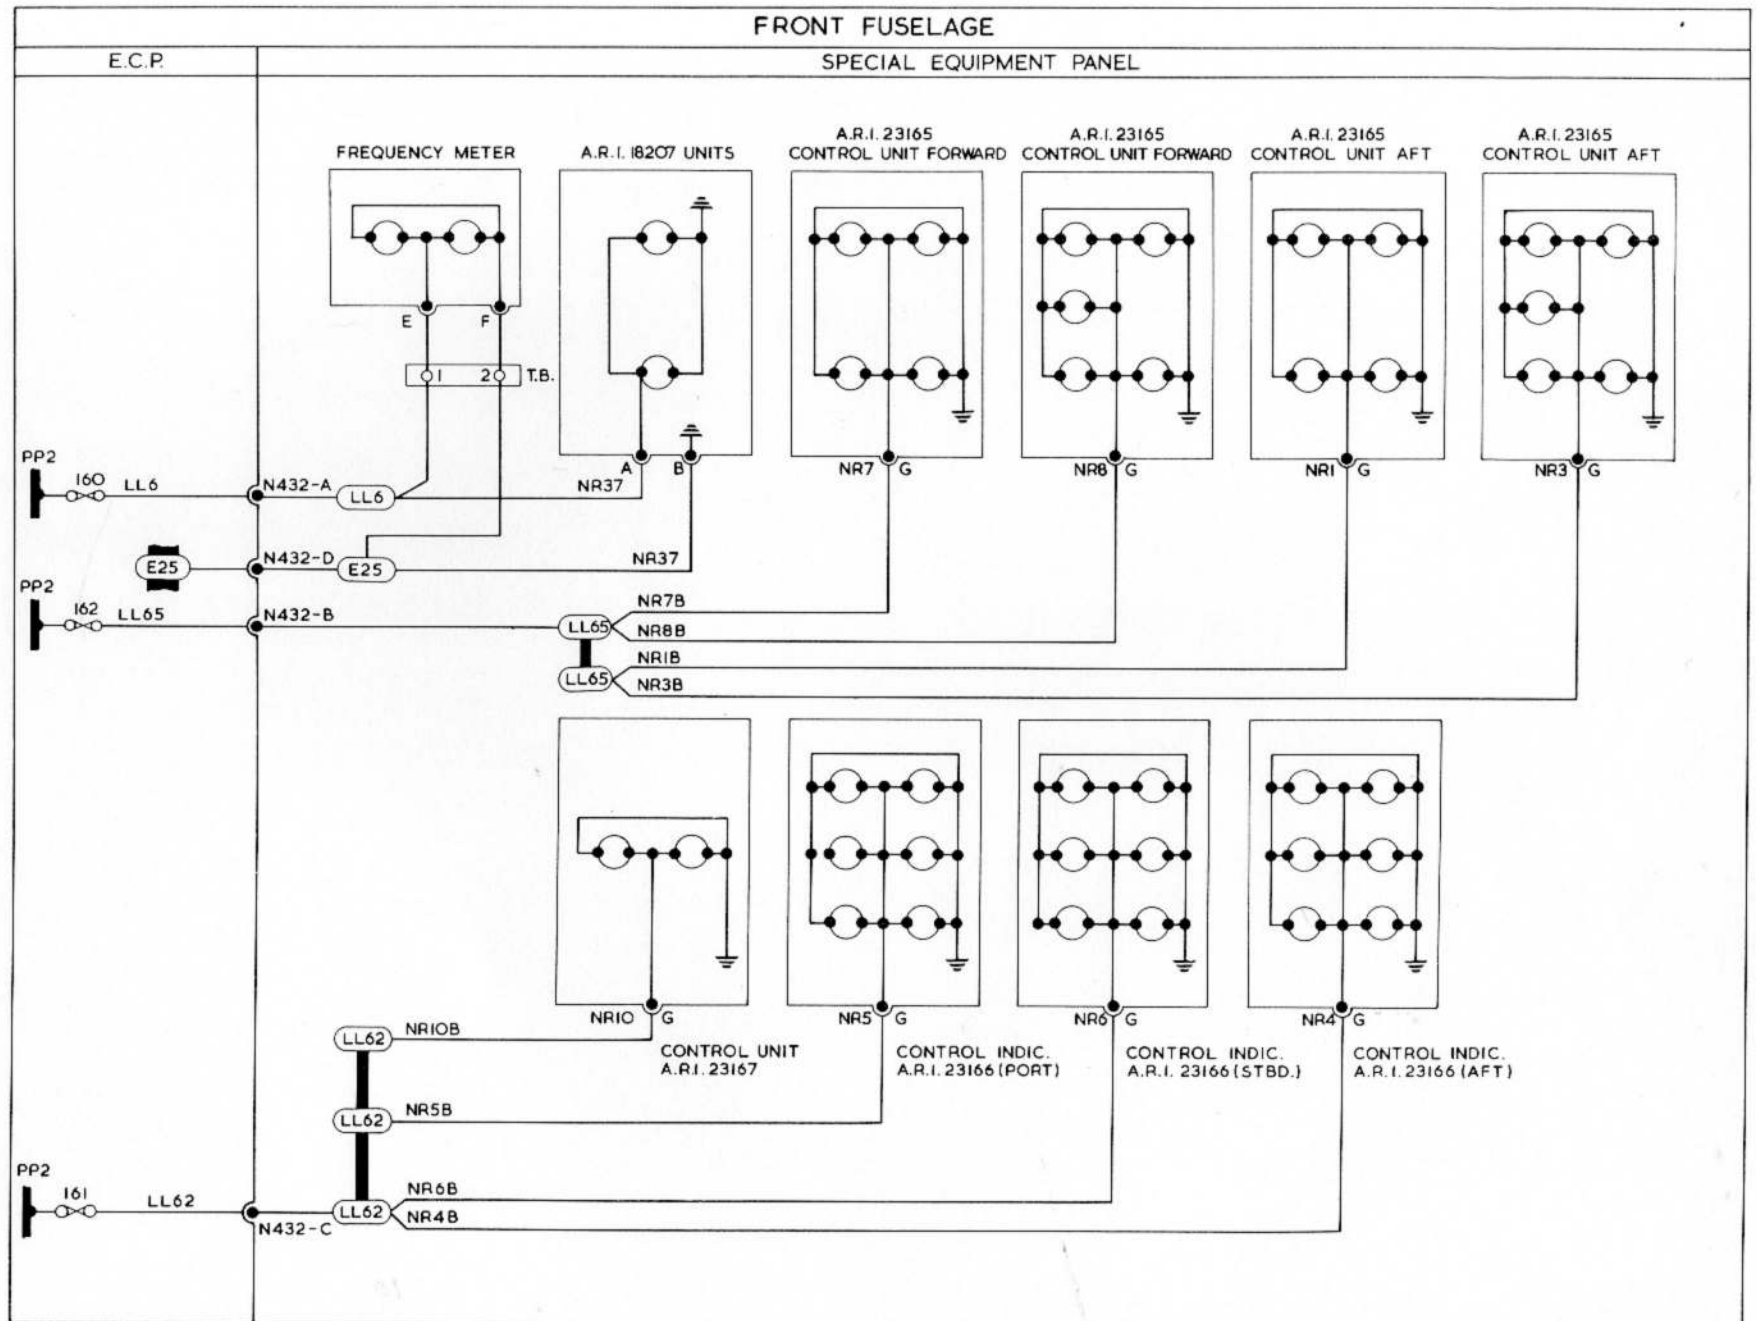 FRONT FUSELAGE
E.C.P.
SPECIAL EQUIPMENT PANEL
FREQUENCY METER
A.R.I. 18207 UNITS
A.R.I. 23165
CONTROL UNIT FORWARD
A.R.I. 23165
CONTROL UNIT FORWARD
A.R.I. 23165
CONTROL UNIT AFT
A.R.I. 23165
CONTROL UNIT AFT
E
F
1
2
T.B.
A
B
NR7 G
NR8 G
NR1 G
NR3 G
PP2
160
LL6
N432-A
LL6
NR37
E25
N432-D
E25
NR37
PP2
162
LL65
N432-B
LL65
NR7B
NR8B
LL65
NR1B
NR3B
NR10 G
NR5 G
NR6 G
NR4 G
CONTROL UNIT
A.R.I. 23167
CONTROL INDIC.
A.R.I. 23166 (PORT)
CONTROL INDIC.
A.R.I. 23166 (STBD.)
CONTROL INDIC.
A.R.I. 23166 (AFT)
LL62
NR10B
LL62
NR5B
PP2
161
LL62
N432-C
LL62
NR6B
NR4B